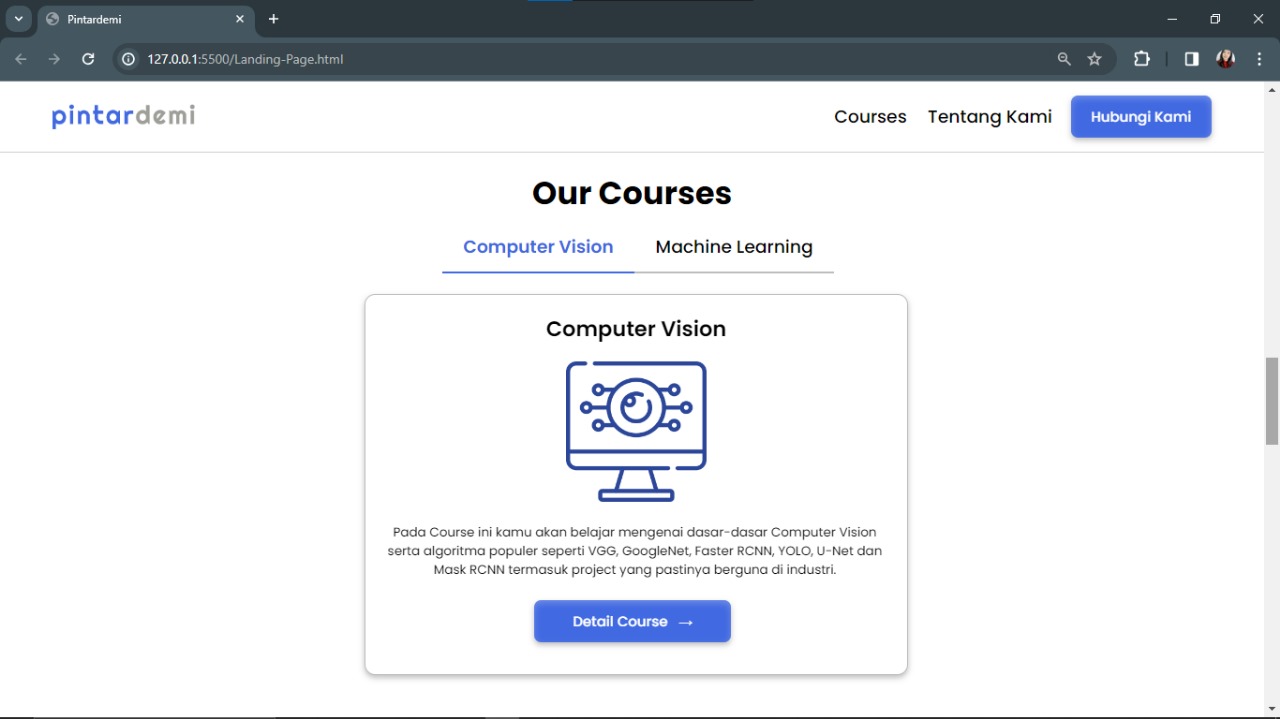 Pintardemi
127.0.0.1:5500/Landing-Page.html
pintardemi
Courses
Tentang Kami
Hubungi Kami
Our Courses
Computer Vision
Machine Learning
Computer Vision
Pada Course ini kamu akan belajar mengenai dasar-dasar Computer Vision
serta algoritma populer seperti VGG, GoogleNet, Faster RCNN, YOLO, U-Net dan
Mask RCNN termasuk project yang pastinya berguna di industri.
Detail Course →